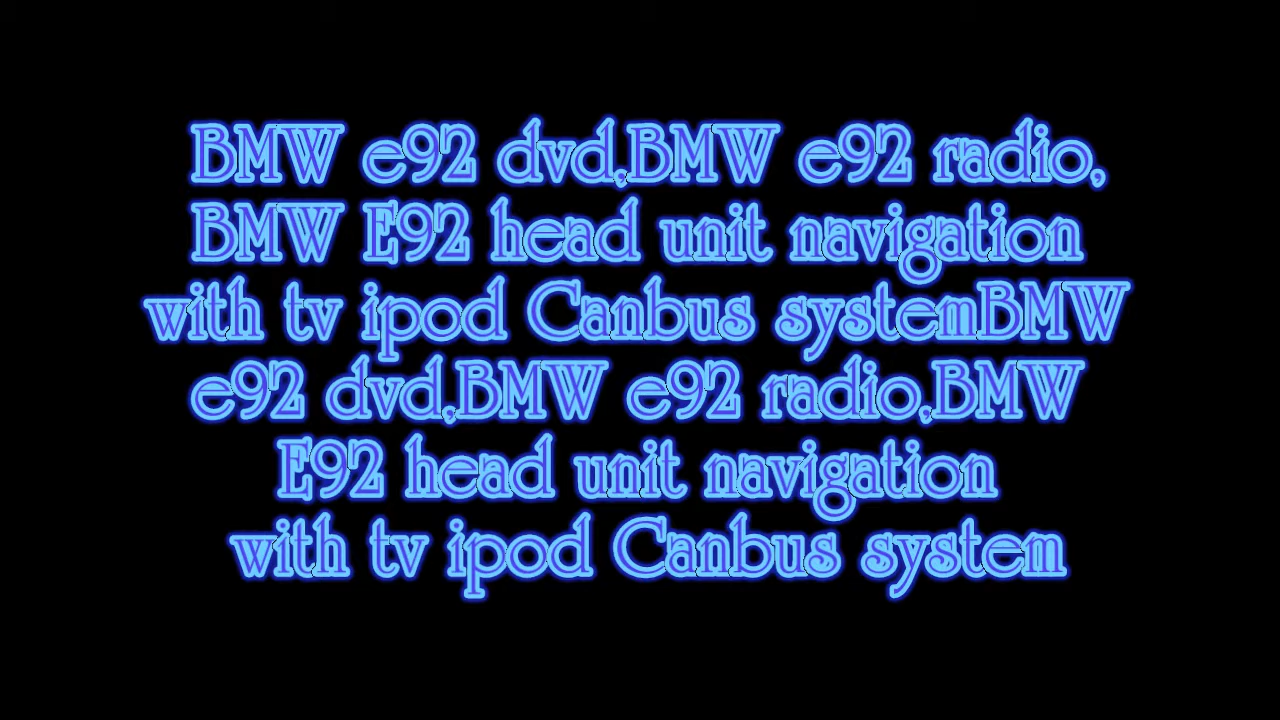 BMW e92 dvd,BMW e92 radio,
BMW E92 head unit navigation
with tv ipod Canbus systemBMW
e92 dvd,BMW e92 radio,BMW
E92 head unit navigation
with tv ipod Canbus system